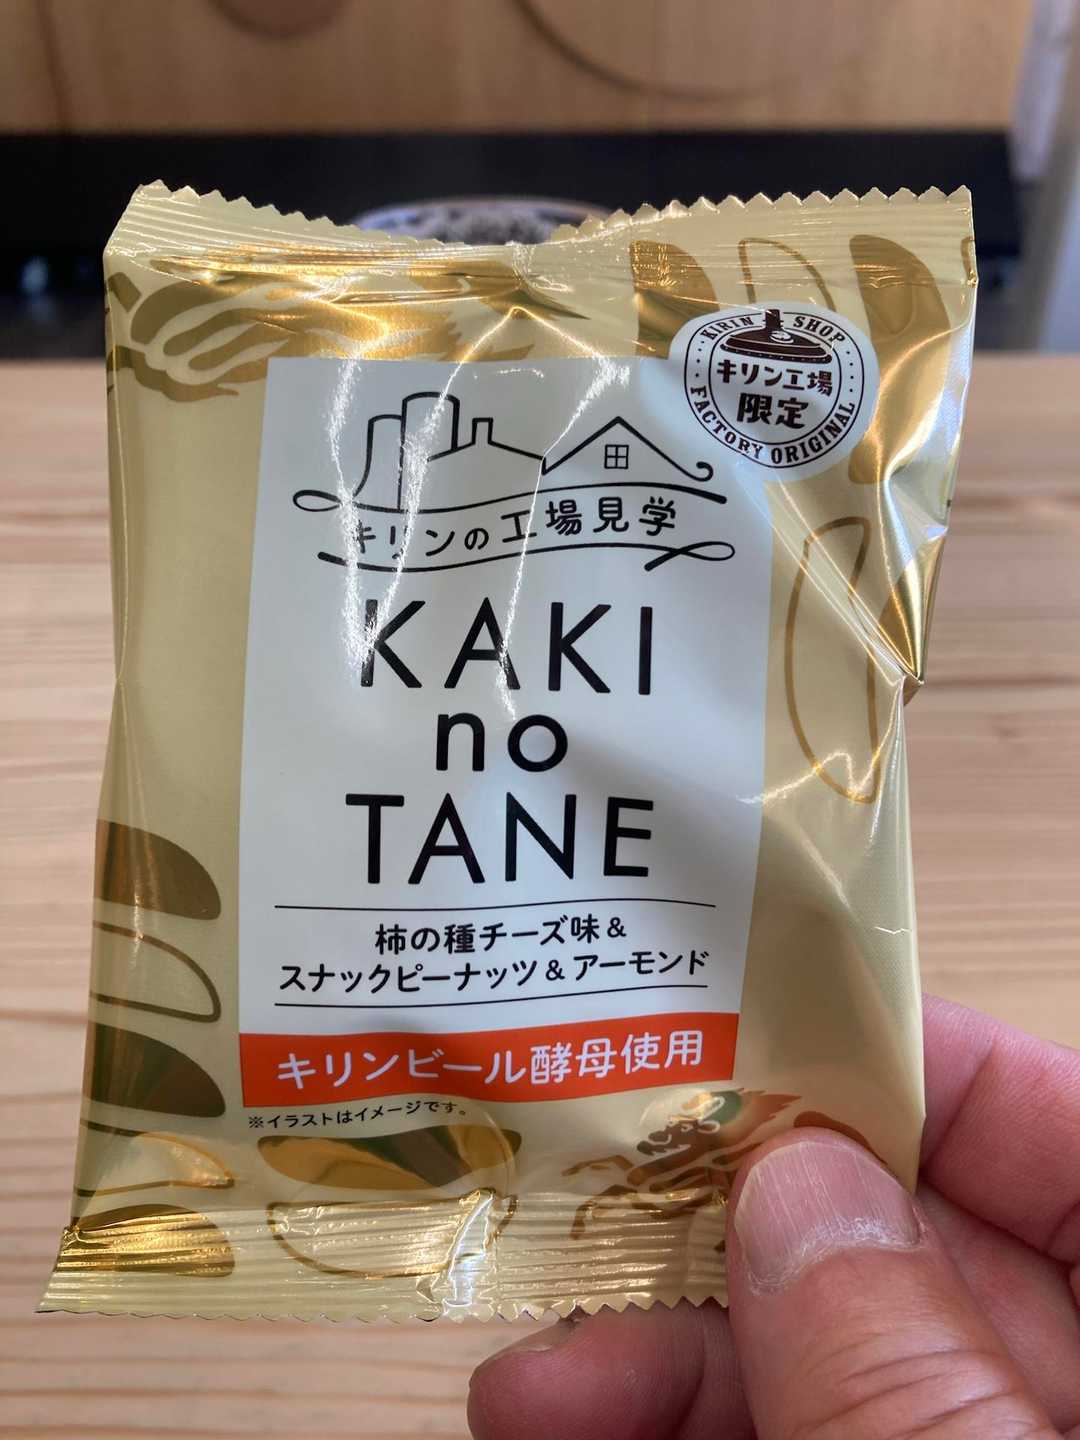 KIRIN SHOP
キリン工場
限定
FACTORY ORIGINAL
キリンの工場見学
KAKI
no
TANE
柿の種チーズ味&
スナックピーナッツ&アーモンド
キリンビール酵母使用
※イラストはイメージです。